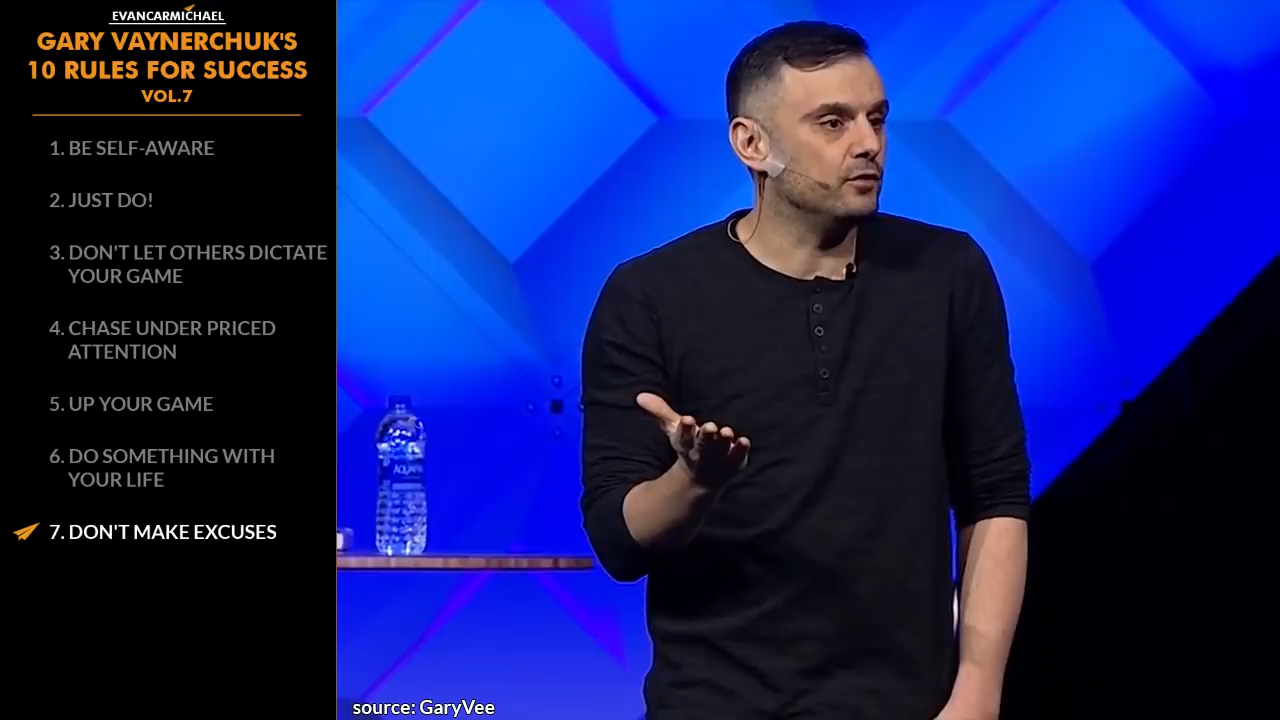 EVANCARMICHAEL
GARY VAYNERCHUK'S
10 RULES FOR SUCCESS
VOL.7
1. BE SELF-AWARE
2. JUST DO!
3. DON'T LET OTHERS DICTATE
YOUR GAME
4. CHASE UNDER PRICED
ATTENTION
5. UP YOUR GAME
6. DO SOMETHING WITH
YOUR LIFE
7. DON'T MAKE EXCUSES
source: GaryVee